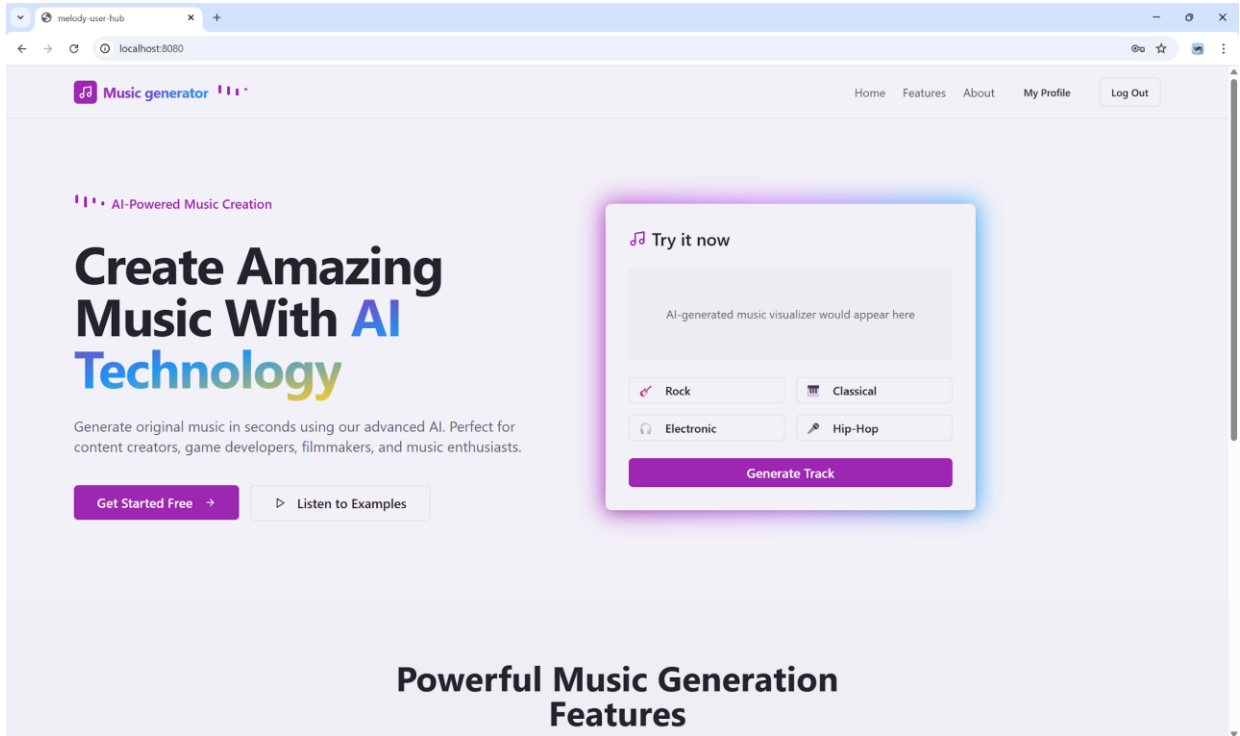 melody-user-hub
localhost:8080
Music generator
Home Features About My Profile Log Out
AI-Powered Music Creation
Create Amazing
Music With AI
Technology
Generate original music in seconds using our advanced AI. Perfect for
content creators, game developers, filmmakers, and music enthusiasts.
Get Started Free → Listen to Examples
Try it now
AI-generated music visualizer would appear here
Rock Classical
Electronic Hip-Hop
Generate Track
Powerful Music Generation
Features